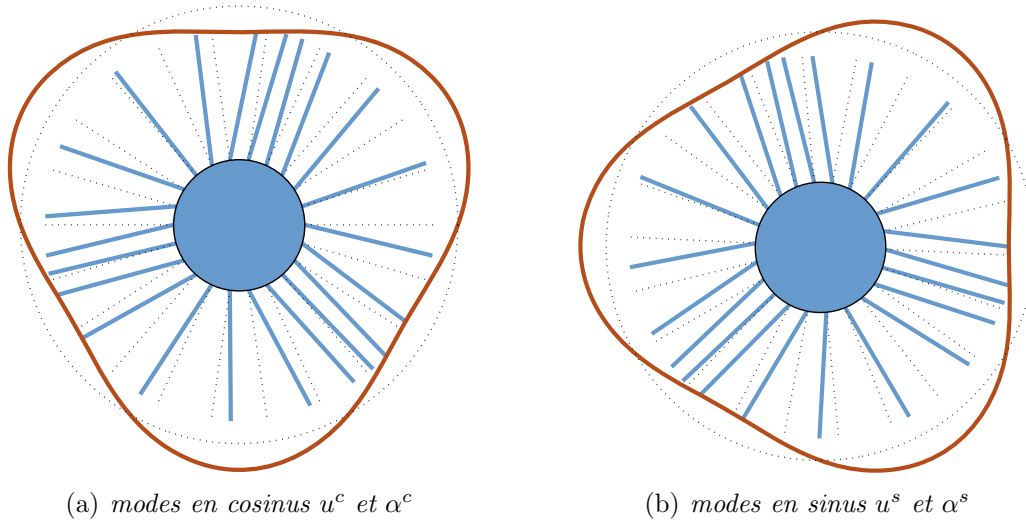 (a) modes en cosinus u^c et α^c
(b) modes en sinus u^s et α^s